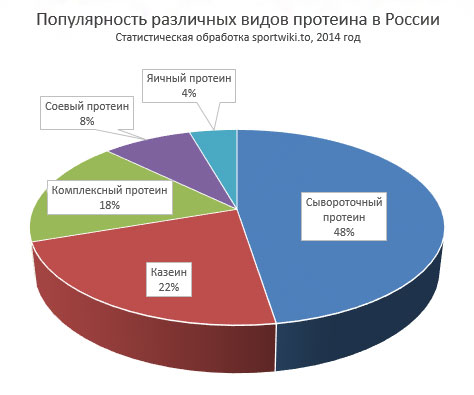 Популярность различных видов протеина в России
Статистическая обработка sportwiki.to, 2014 год
Яичный протеин
4%
Соевый протеин
8%
Комплексный протеин
18%
Сывороточный
протеин
48%
Казеин
22%